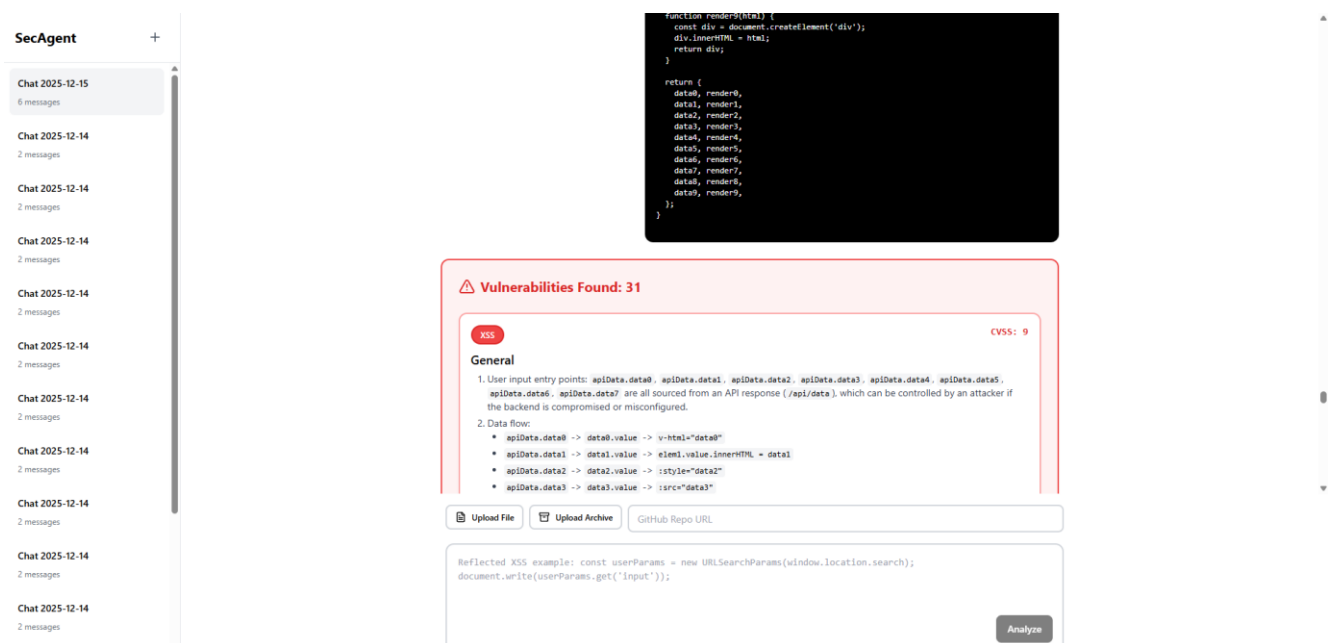 SecAgent
+
Chat 2025-12-15
6 messages
Chat 2025-12-14
2 messages
Chat 2025-12-14
2 messages
Chat 2025-12-14
2 messages
Chat 2025-12-14
2 messages
Chat 2025-12-14
2 messages
Chat 2025-12-14
2 messages
Chat 2025-12-14
2 messages
Chat 2025-12-14
2 messages
Chat 2025-12-14
2 messages
Chat 2025-12-14
2 messages
function render9(html) {
const div = document.createElement('div');
div.innerHTML = html;
return div;
}
return {
data0, render0,
data1, render1,
data2, render2,
data3, render3,
data4, render4,
data5, render5,
data6, render6,
data7, render7,
data8, render8,
data9, render9,
};
}
Vulnerabilities Found: 31
XSS
CVSS: 9
General
1. User input entry points: apiData.data0, apiData.data1, apiData.data2, apiData.data3, apiData.data4, apiData.data5,
apiData.data6, apiData.data7 are all sourced from an API response (/api/data), which can be controlled by an attacker if
the backend is compromised or misconfigured.
2. Data flow:
• apiData.data0 -> data0.value -> v-html="data0"
• apiData.data1 -> data1.value -> elem1.value.innerHTML = data1
• apiData.data2 -> data2.value -> :style="data2"
• apiData.data3 -> data3.value -> :src="data3"
Upload File
Upload Archive
GitHub Repo URL
Reflected XSS example: const userParams = new URLSearchParams(window.location.search);
document.write(userParams.get('input'));
Analyze